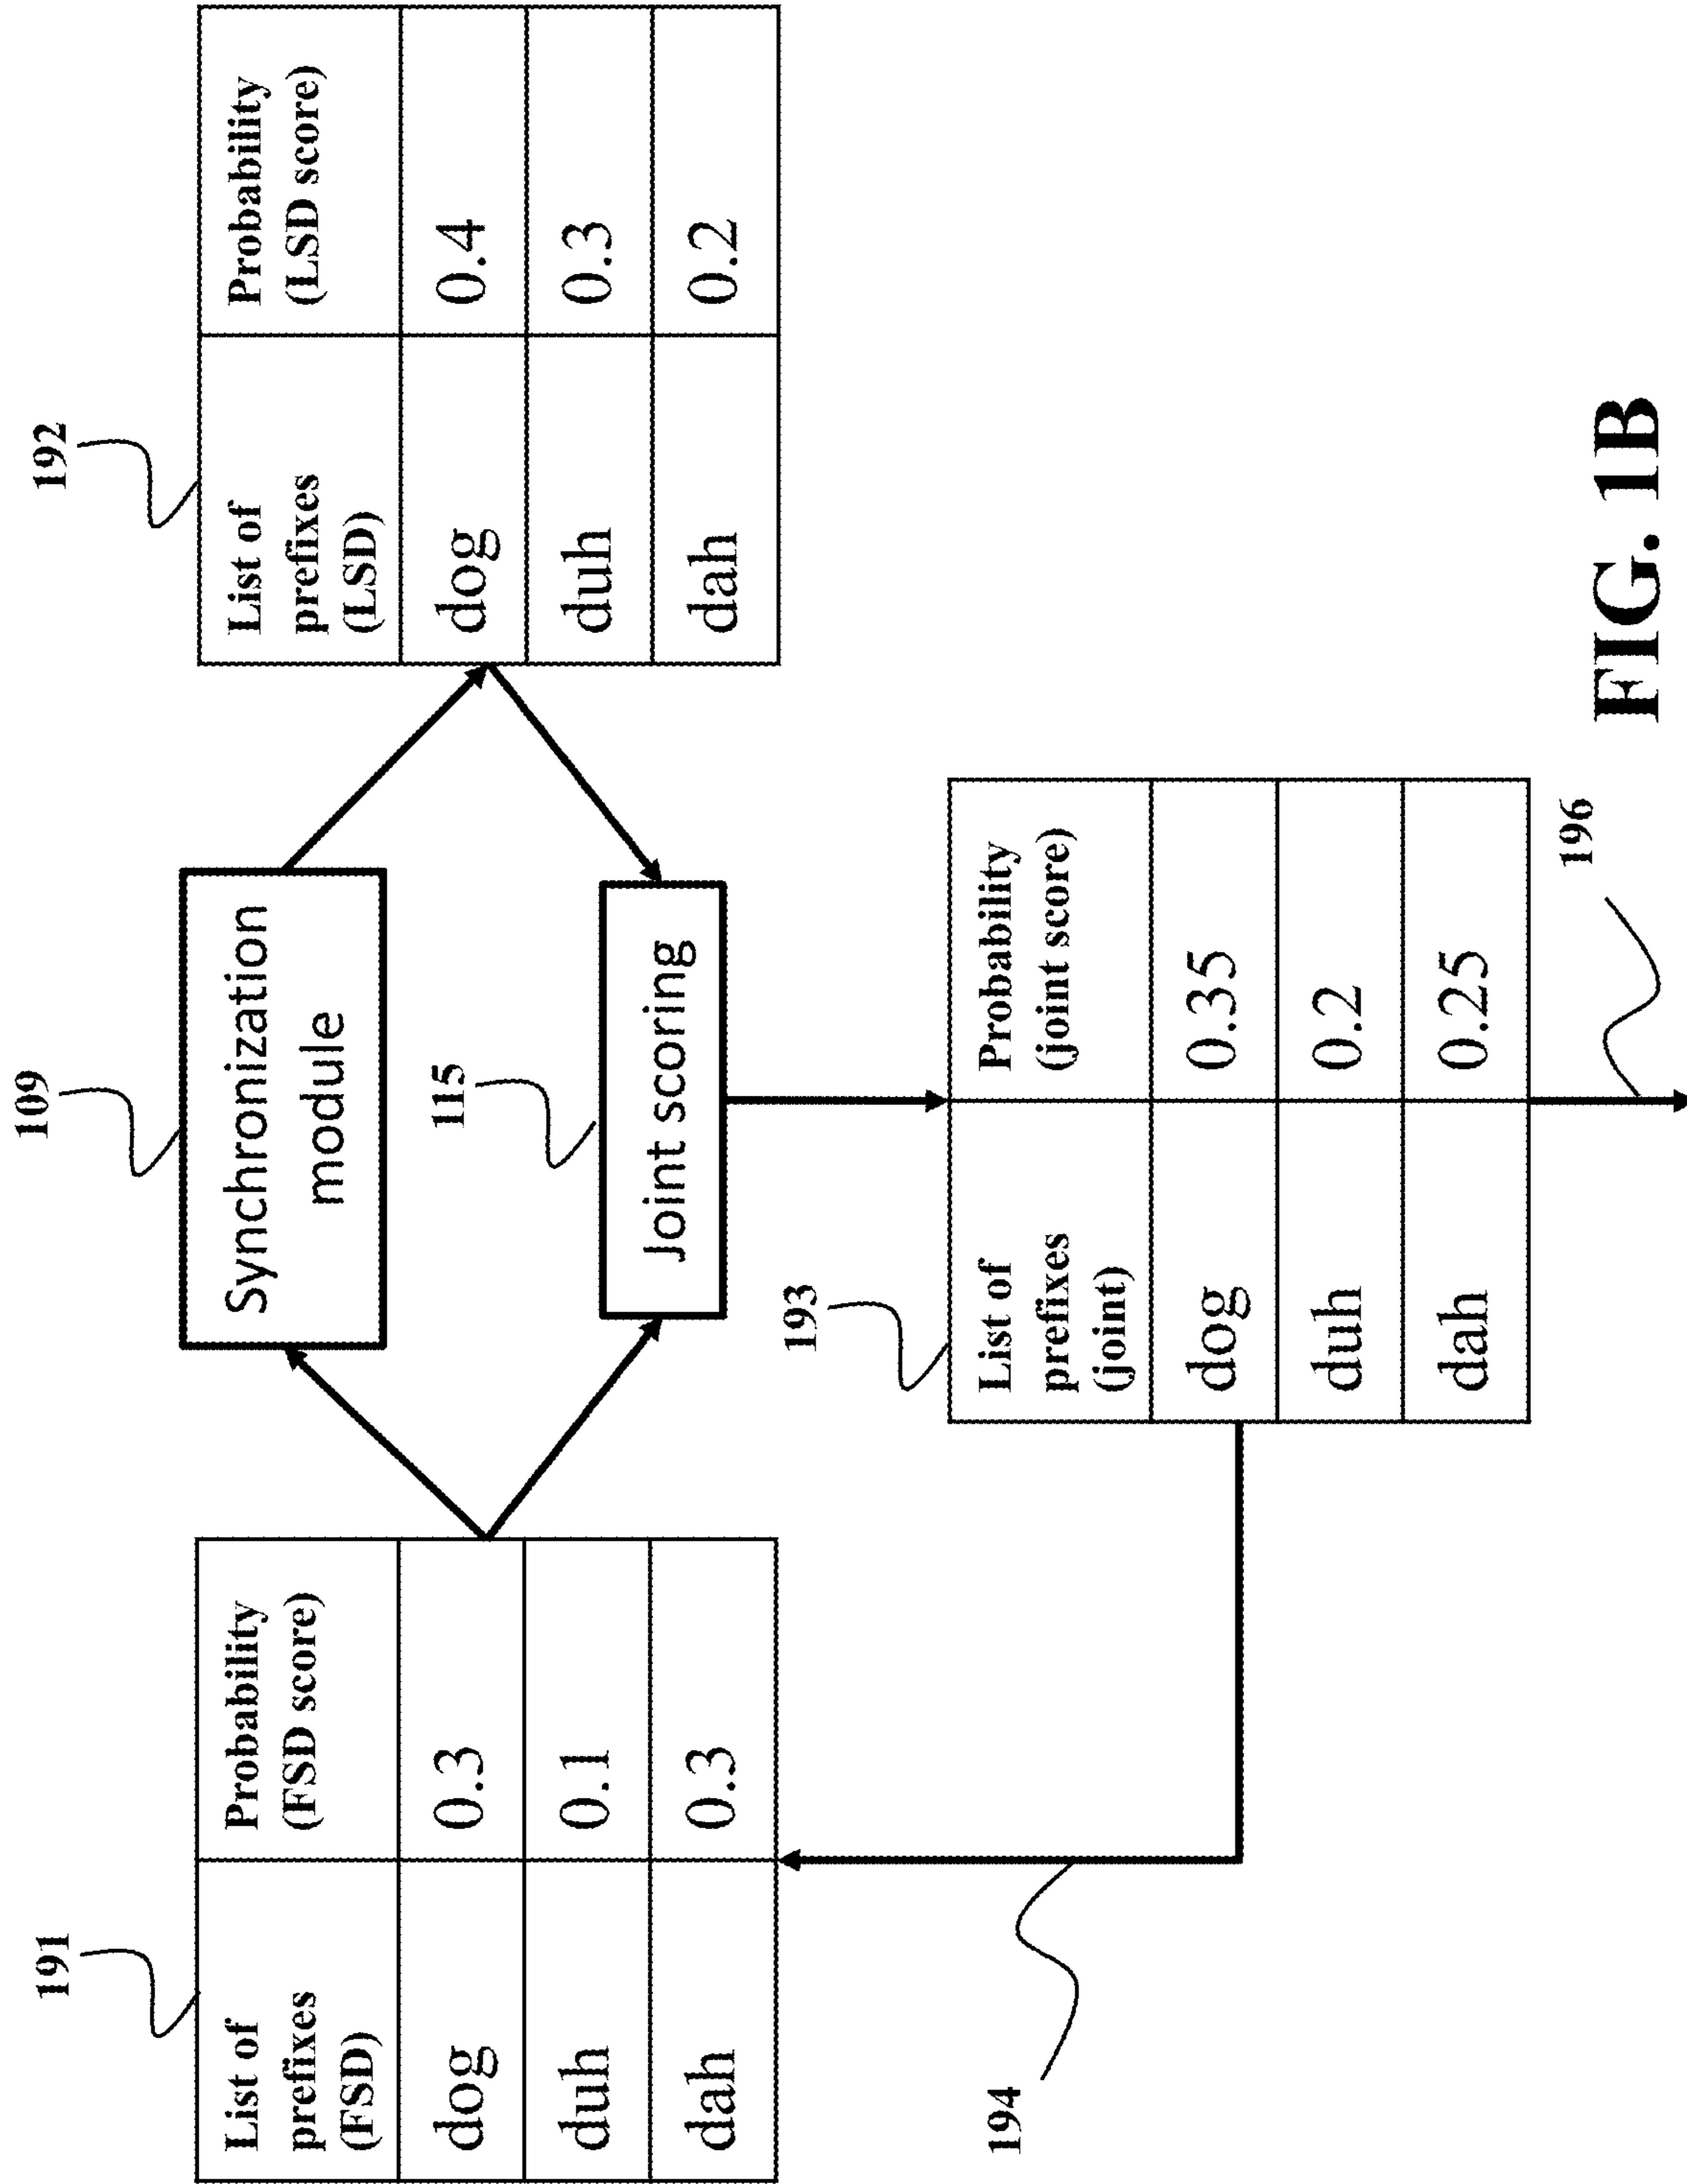 191
List of
prefixes
(FSD)
Probability
(FSD score)
dog
0.3
duh
0.1
dah
0.3
109
Synchronization
module
115
Joint scoring
192
List of
prefixes
(LSD)
Probability
(LSD score)
dog
0.4
duh
0.3
dah
0.2
193
List of
prefixes
(joint)
Probability
(joint score)
dog
0.35
duh
0.2
dah
0.25
194
196
FIG. 1B